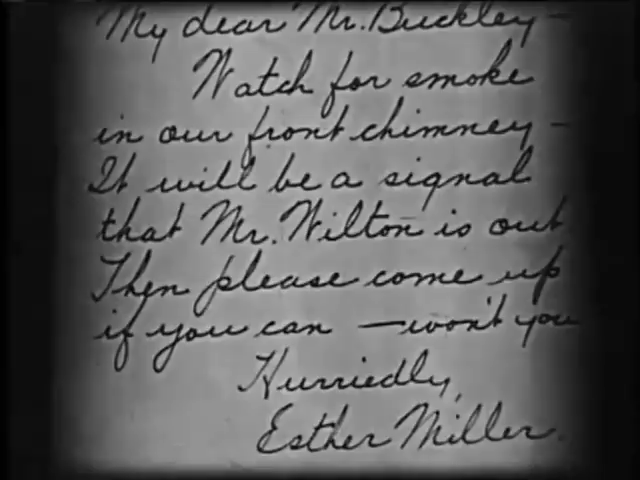 My dear Mr. Buckley -
Watch for smoke
in our front chimney -
It will be a signal
that Mr. Wilton is out
Then please come up
if you can - won't you
Hurriedly,
Esther Miller.